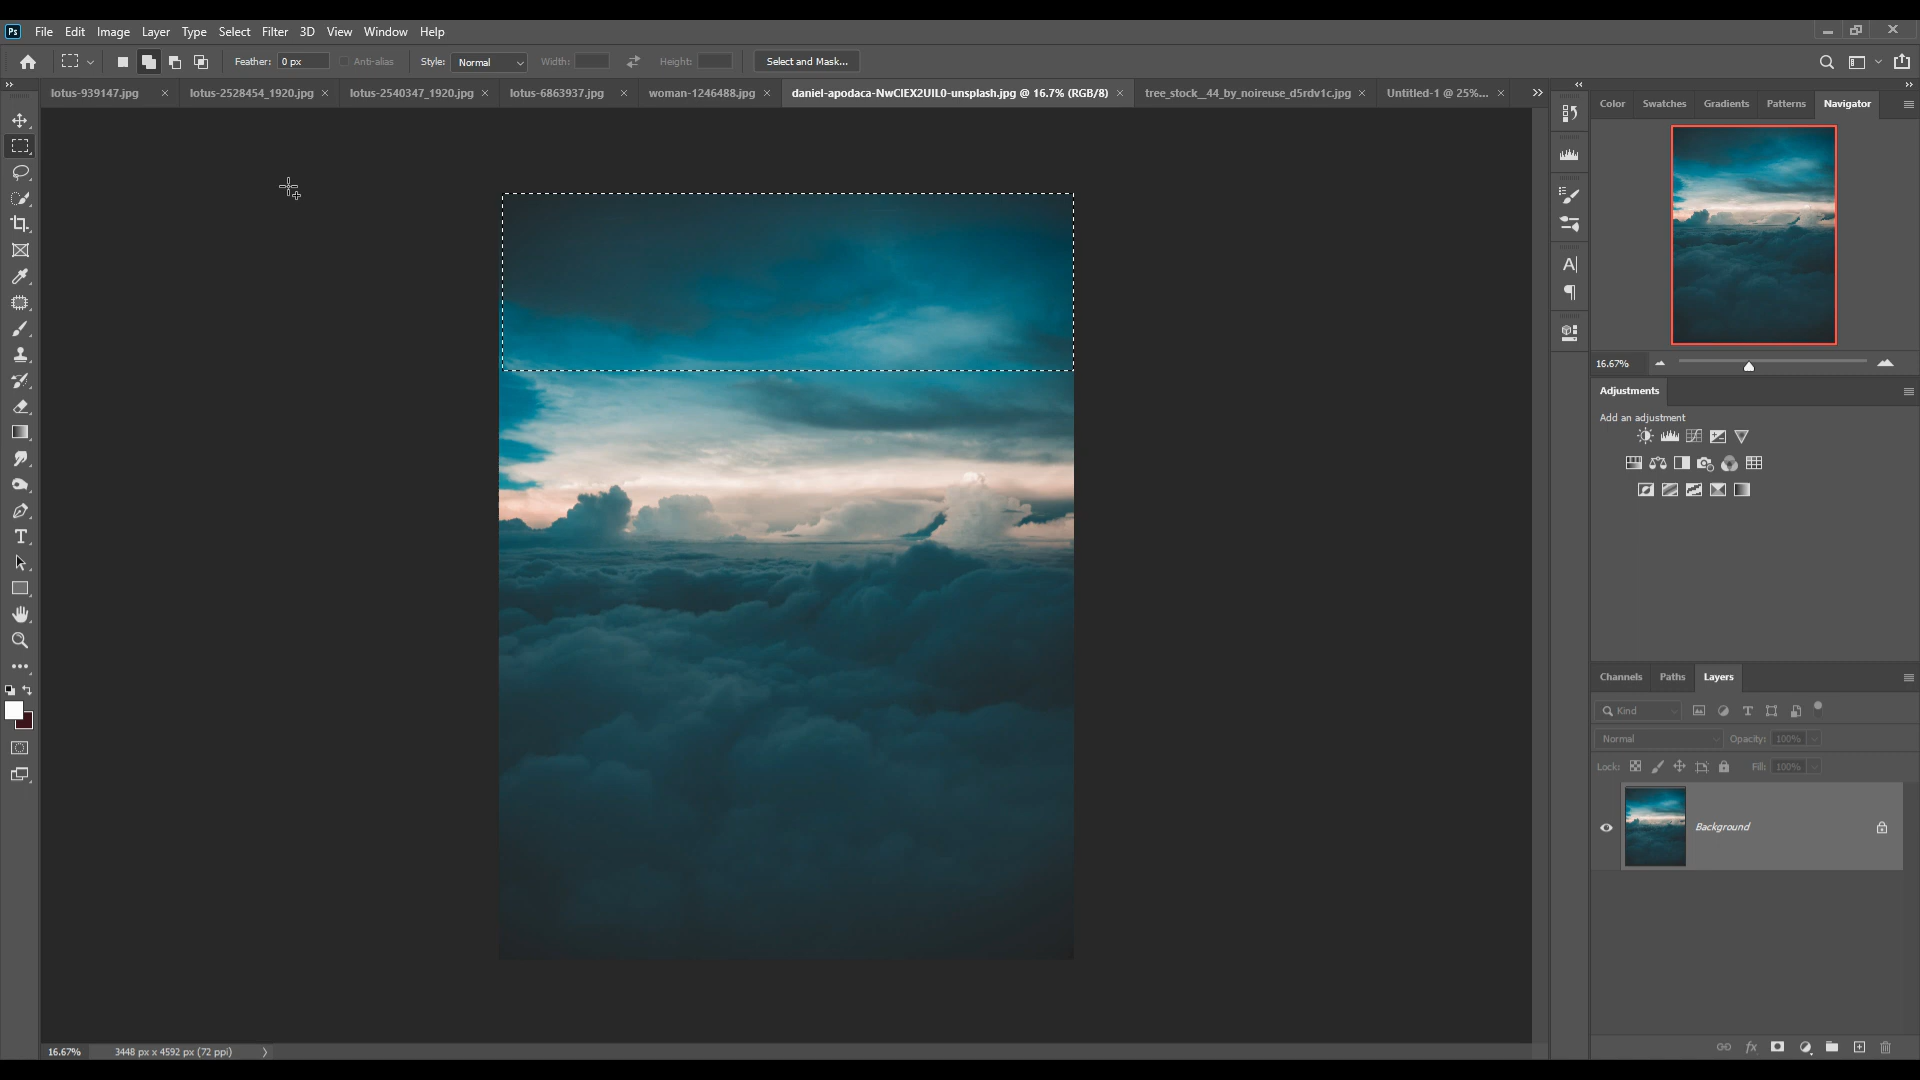 Ps File Edit Image Layer Type Select Filter 3D View Window Help
Feather: 0 px Anti-alias Style: Normal Width: Height: Select and Mask...
lotus-939147.jpg lotus-2528454_1920.jpg lotus-2540347_1920.jpg lotus-6863937.jpg woman-1246488.jpg daniel-apodaca-NwClEX2UIL0-unsplash.jpg @ 16.7% (RGB/8) tree_stock__44_by_noireuse_d5rdv1c.jpg Untitled-1 @ 25%...
Color Swatches Gradients Patterns Navigator
16.67%
Adjustments
Add an adjustment
Channels Paths Layers
Kind
Normal Opacity: 100%
Lock: Fill: 100%
Background
16.67% 3448 px x 4592 px (72 ppi)